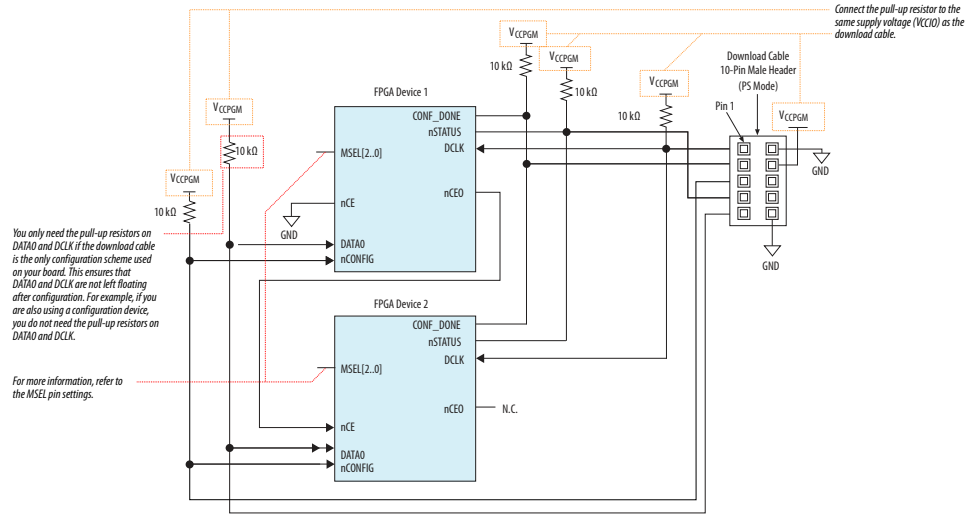 Connect the pull-up resistor to the
same supply voltage (VCCIO) as the
download cable.
VCCPGM
VCCPGM
10 kΩ
10 kΩ
VCCPGM
10 kΩ
Download Cable
10-Pin Male Header
(PS Mode)
Pin 1
VCCPGM
GND
GND
VCCPGM
10 kΩ
VCCPGM
10 kΩ
FPGA Device 1
CONF_DONE
nSTATUS
DCLK
MSEL[2..0]
nCEO
nCE
GND
DATA0
nCONFIG
You only need the pull-up resistors on
DATA0 and DCLK if the download cable
is the only configuration scheme used
on your board. This ensures that
DATA0 and DCLK are not left floating
after configuration. For example, if you
are also using a configuration device,
you do not need the pull-up resistors on
DATA0 and DCLK.
FPGA Device 2
CONF_DONE
nSTATUS
DCLK
MSEL[2..0]
nCEO
N.C.
nCE
DATA0
nCONFIG
For more information, refer to
the MSEL pin settings.